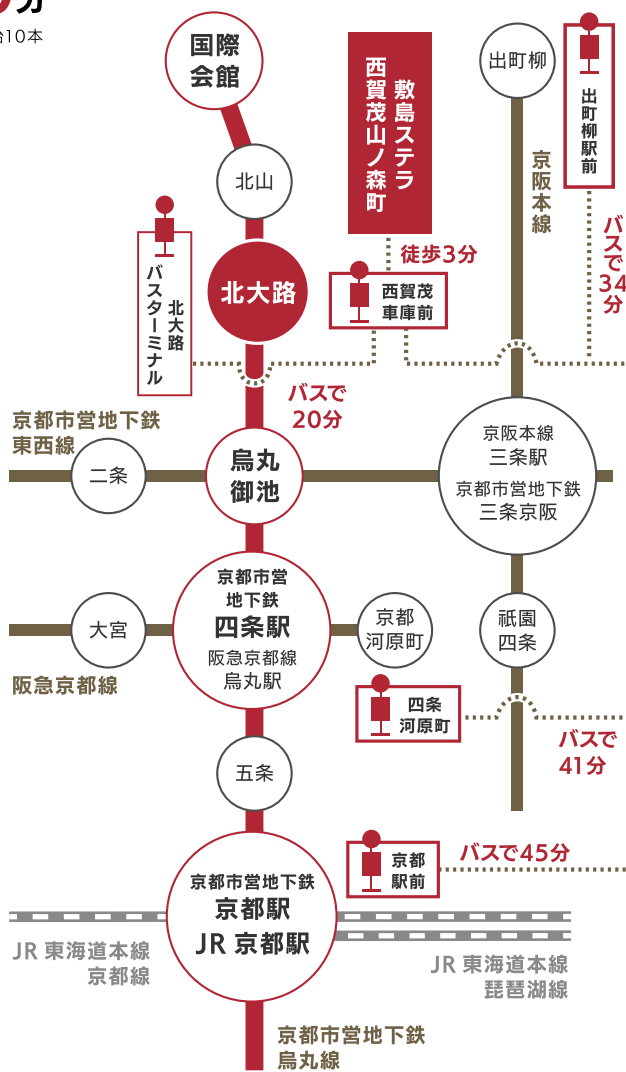 分
台10本
国際
会館
敷島ステラ
西賀茂山ノ森町
出町柳
出町柳駅前
北山
京阪本線
徒歩3分
バスで
34
分
北大路
バスターミナル
北大路
西賀茂
車庫前
バスで
20分
京都市営地下鉄
東西線
二条
烏丸
御池
京阪本線
三条駅
京都市営地下鉄
三条京阪
京都市営
地下鉄
四条駅
阪急京都線
烏丸駅
大宮
京都
河原町
祇園
四条
阪急京都線
四条
河原町
バスで
41分
五条
京都
駅前
バスで45分
京都市営地下鉄
京都駅
JR 京都駅
JR 東海道本線
京都線
JR 東海道本線
琵琶湖線
京都市営地下鉄
烏丸線